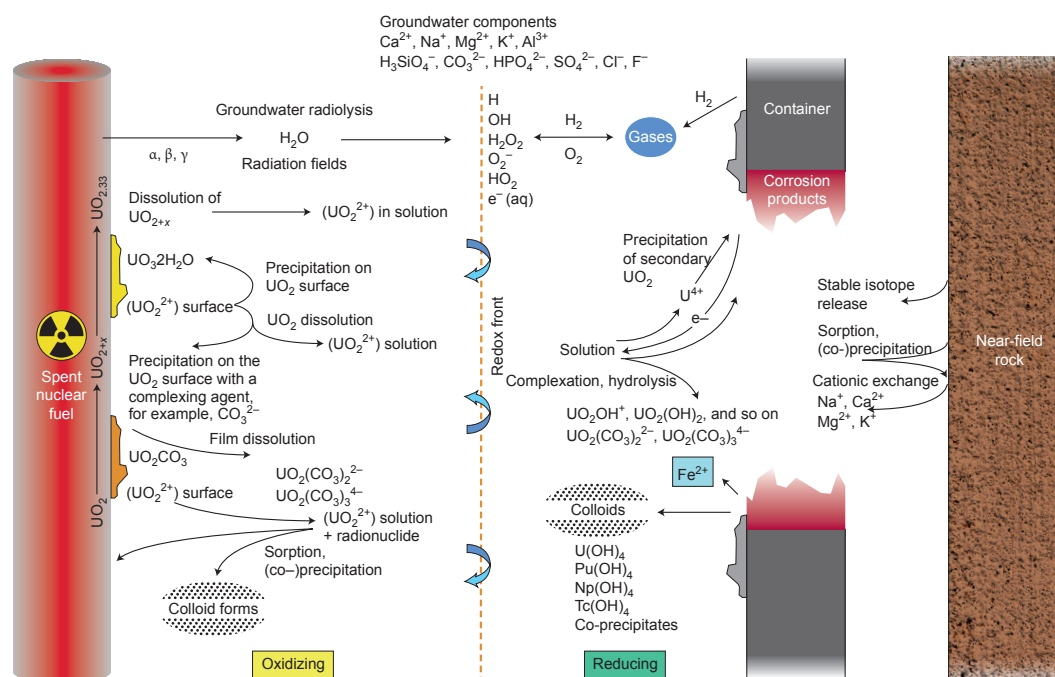 Groundwater components
Ca²⁺, Na⁺, Mg²⁺, K⁺, Al³⁺
H₃SiO₄⁻, CO₃²⁻, HPO₄²⁻, SO₄²⁻, Cl⁻, F⁻
Groundwater radiolysis
H₂O
α, β, γ
Radiation fields
H
OH
H₂O₂
O₂⁻
HO₂
e⁻ (aq)
H₂
O₂
Gases
H₂
Container
Corrosion
products
UO₂.₃₃
UO₂₊ₓ
UO₂
Spent
nuclear
fuel
Dissolution of
UO₂₊ₓ
(UO₂²⁺) in solution
UO₃2H₂O
Precipitation on
UO₂ surface
(UO₂²⁺) surface
UO₂ dissolution
(UO₂²⁺) solution
Precipitation on the
UO₂ surface with a
complexing agent,
for example, CO₃²⁻
Film dissolution
UO₂CO₃
UO₂(CO₃)₂²⁻
UO₂(CO₃)₃⁴⁻
(UO₂²⁺) surface
(UO₂²⁺) solution
+ radionuclide
Sorption,
(co–)precipitation
Colloid forms
Oxidizing
Redox front
Precipitation
of secondary
UO₂
U⁴⁺
e–
Solution
Complexation, hydrolysis
UO₂OH⁺, UO₂(OH)₂, and so on
UO₂(CO₃)₂²⁻, UO₂(CO₃)₃⁴⁻
Fe²⁺
Colloids
U(OH)₄
Pu(OH)₄
Np(OH)₄
Tc(OH)₄
Co-precipitates
Reducing
Stable isotope
release
Sorption,
(co-)precipitation
Cationic exchange
Na⁺, Ca²⁺
Mg²⁺, K⁺
Near-field
rock